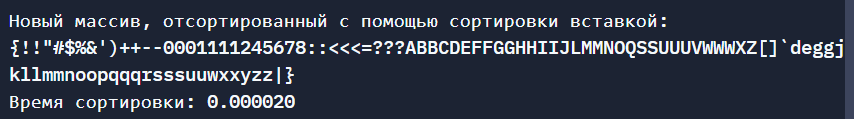 Новый массив, отсортированный с помощью сортировки вставкой:
{!!"#$%&')++--0001111245678::<<<=???ABBCDEFFGGHHIIJLMMNOQSSUUUVWWWXZ[]`deggj
kllmmnoopqqqrsssuuwxxyzz|}
Время сортировки: 0.000020